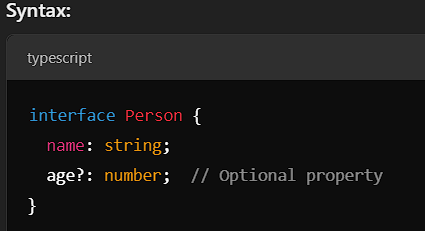 Syntax:
typescript
interface Person {
  name: string;
  age?: number;  // Optional property
}